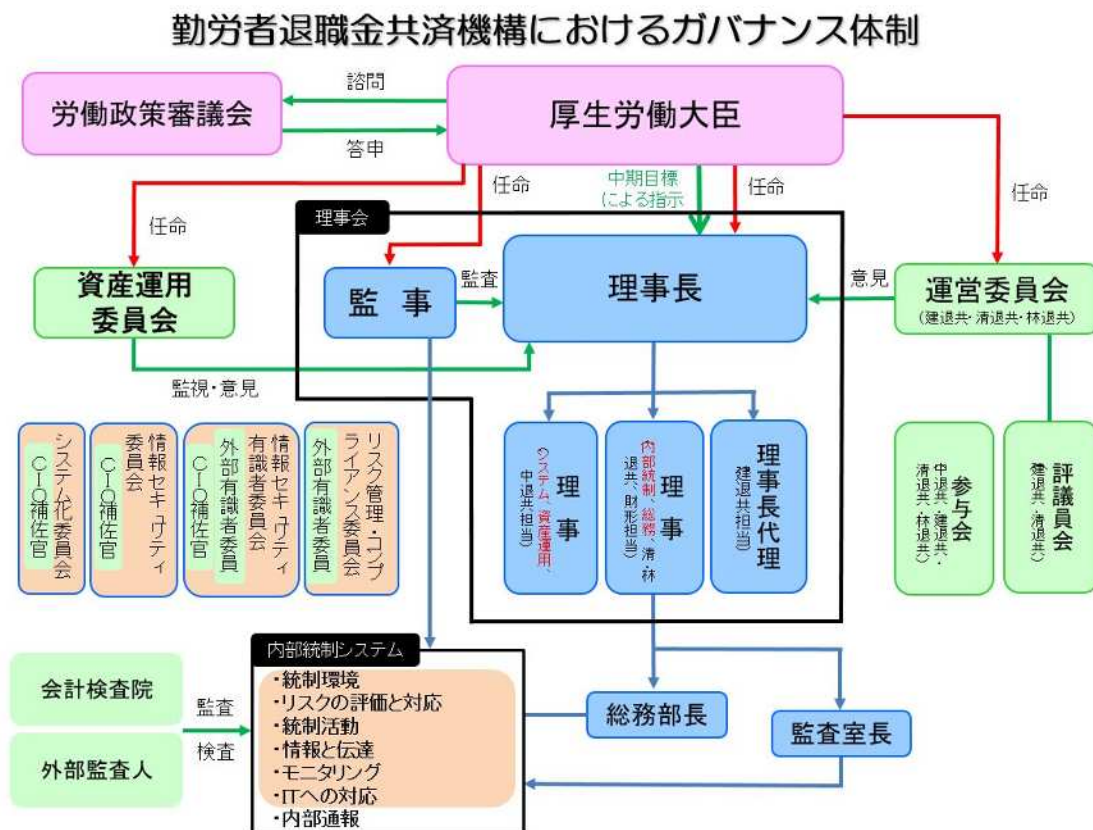 勤労者退職金共済機構におけるガバナンス体制
労働政策審議会
諮問
答申
厚生労働大臣
任命
任命
中期目標
による指示
任命
任命
理事会
資産運用
委員会
監事
監査
理事長
意見
運営委員会
(建退共・清退共・林退共)
監視・意見
システム化委員会
CIO補佐官
情報セキュリティ
委員会
CIO補佐官
情報セキュリティ
有識者委員会
外部有識者委員
CIO補佐官
リスク管理・コンプ
ライアンス委員会
外部有識者委員
理事
(システム、資産運用、
中退共担当)
理事
(内部統制、総務、清・林
退共、財形担当)
理事長代理
(建退共担当)
参与会
(中退共・建退共・
清退共、林退共)
評議員会
(建退共、清退共)
会計検査院
外部監査人
監査
検査
内部統制システム
・統制環境
・リスクの評価と対応
・統制活動
・情報と伝達
・モニタリング
・ITへの対応
・内部通報
総務部長
監査室長